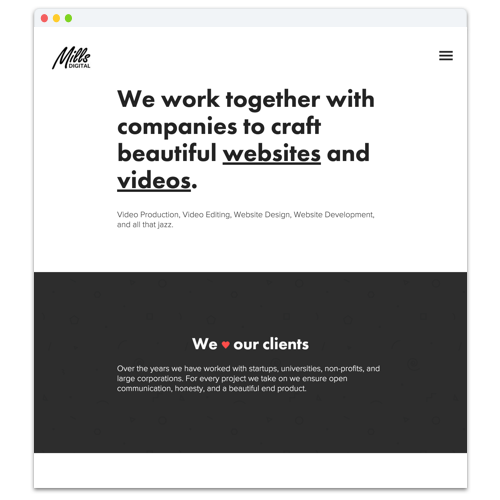 Mills
DIGITAL
We work together with
companies to craft
beautiful websites and
videos.
Video Production, Video Editing, Website Design, Website Development,
and all that jazz.
We ♥ our clients
Over the years we have worked with startups, universities, non-profits, and
large corporations. For every project we take on we ensure open
communication, honesty, and a beautiful end product.